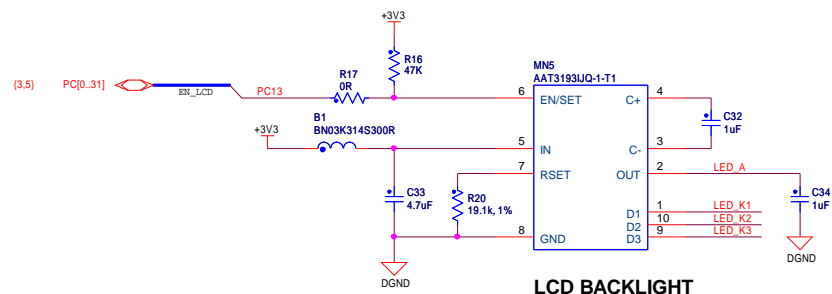 +3V3
R16
47K
MN5
AAT3193IJQ-1-T1
R17
0R
{3,5}
PC[0..31]
EN_LCD
PC13
6
EN/SET
C+
4
C32
1uF
B1
BN03K314S300R
+3V3
5
IN
C-
3
7
RSET
OUT
2
LED_A
C33
4.7uF
R20
19.1k, 1%
C34
1uF
D1
1
LED_K1
D2
10
LED_K2
8
GND
D3
9
LED_K3
DGND
DGND
LCD BACKLIGHT